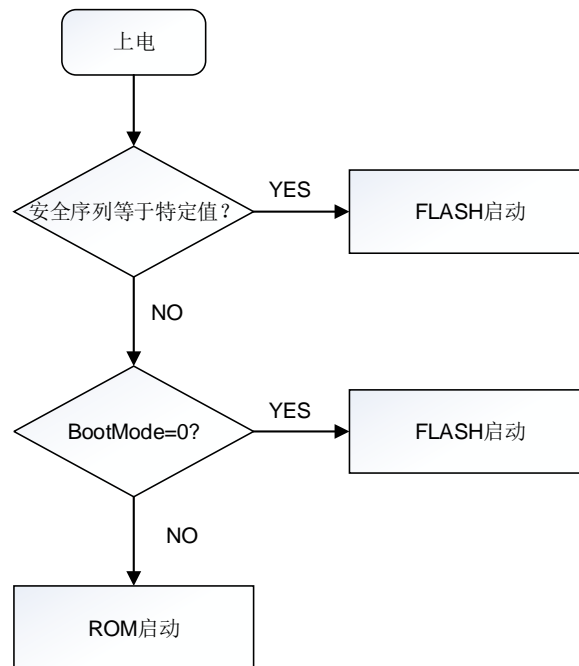 上电
安全序列等于特定值？
YES
FLASH启动
NO
BootMode=0?
YES
FLASH启动
NO
ROM启动